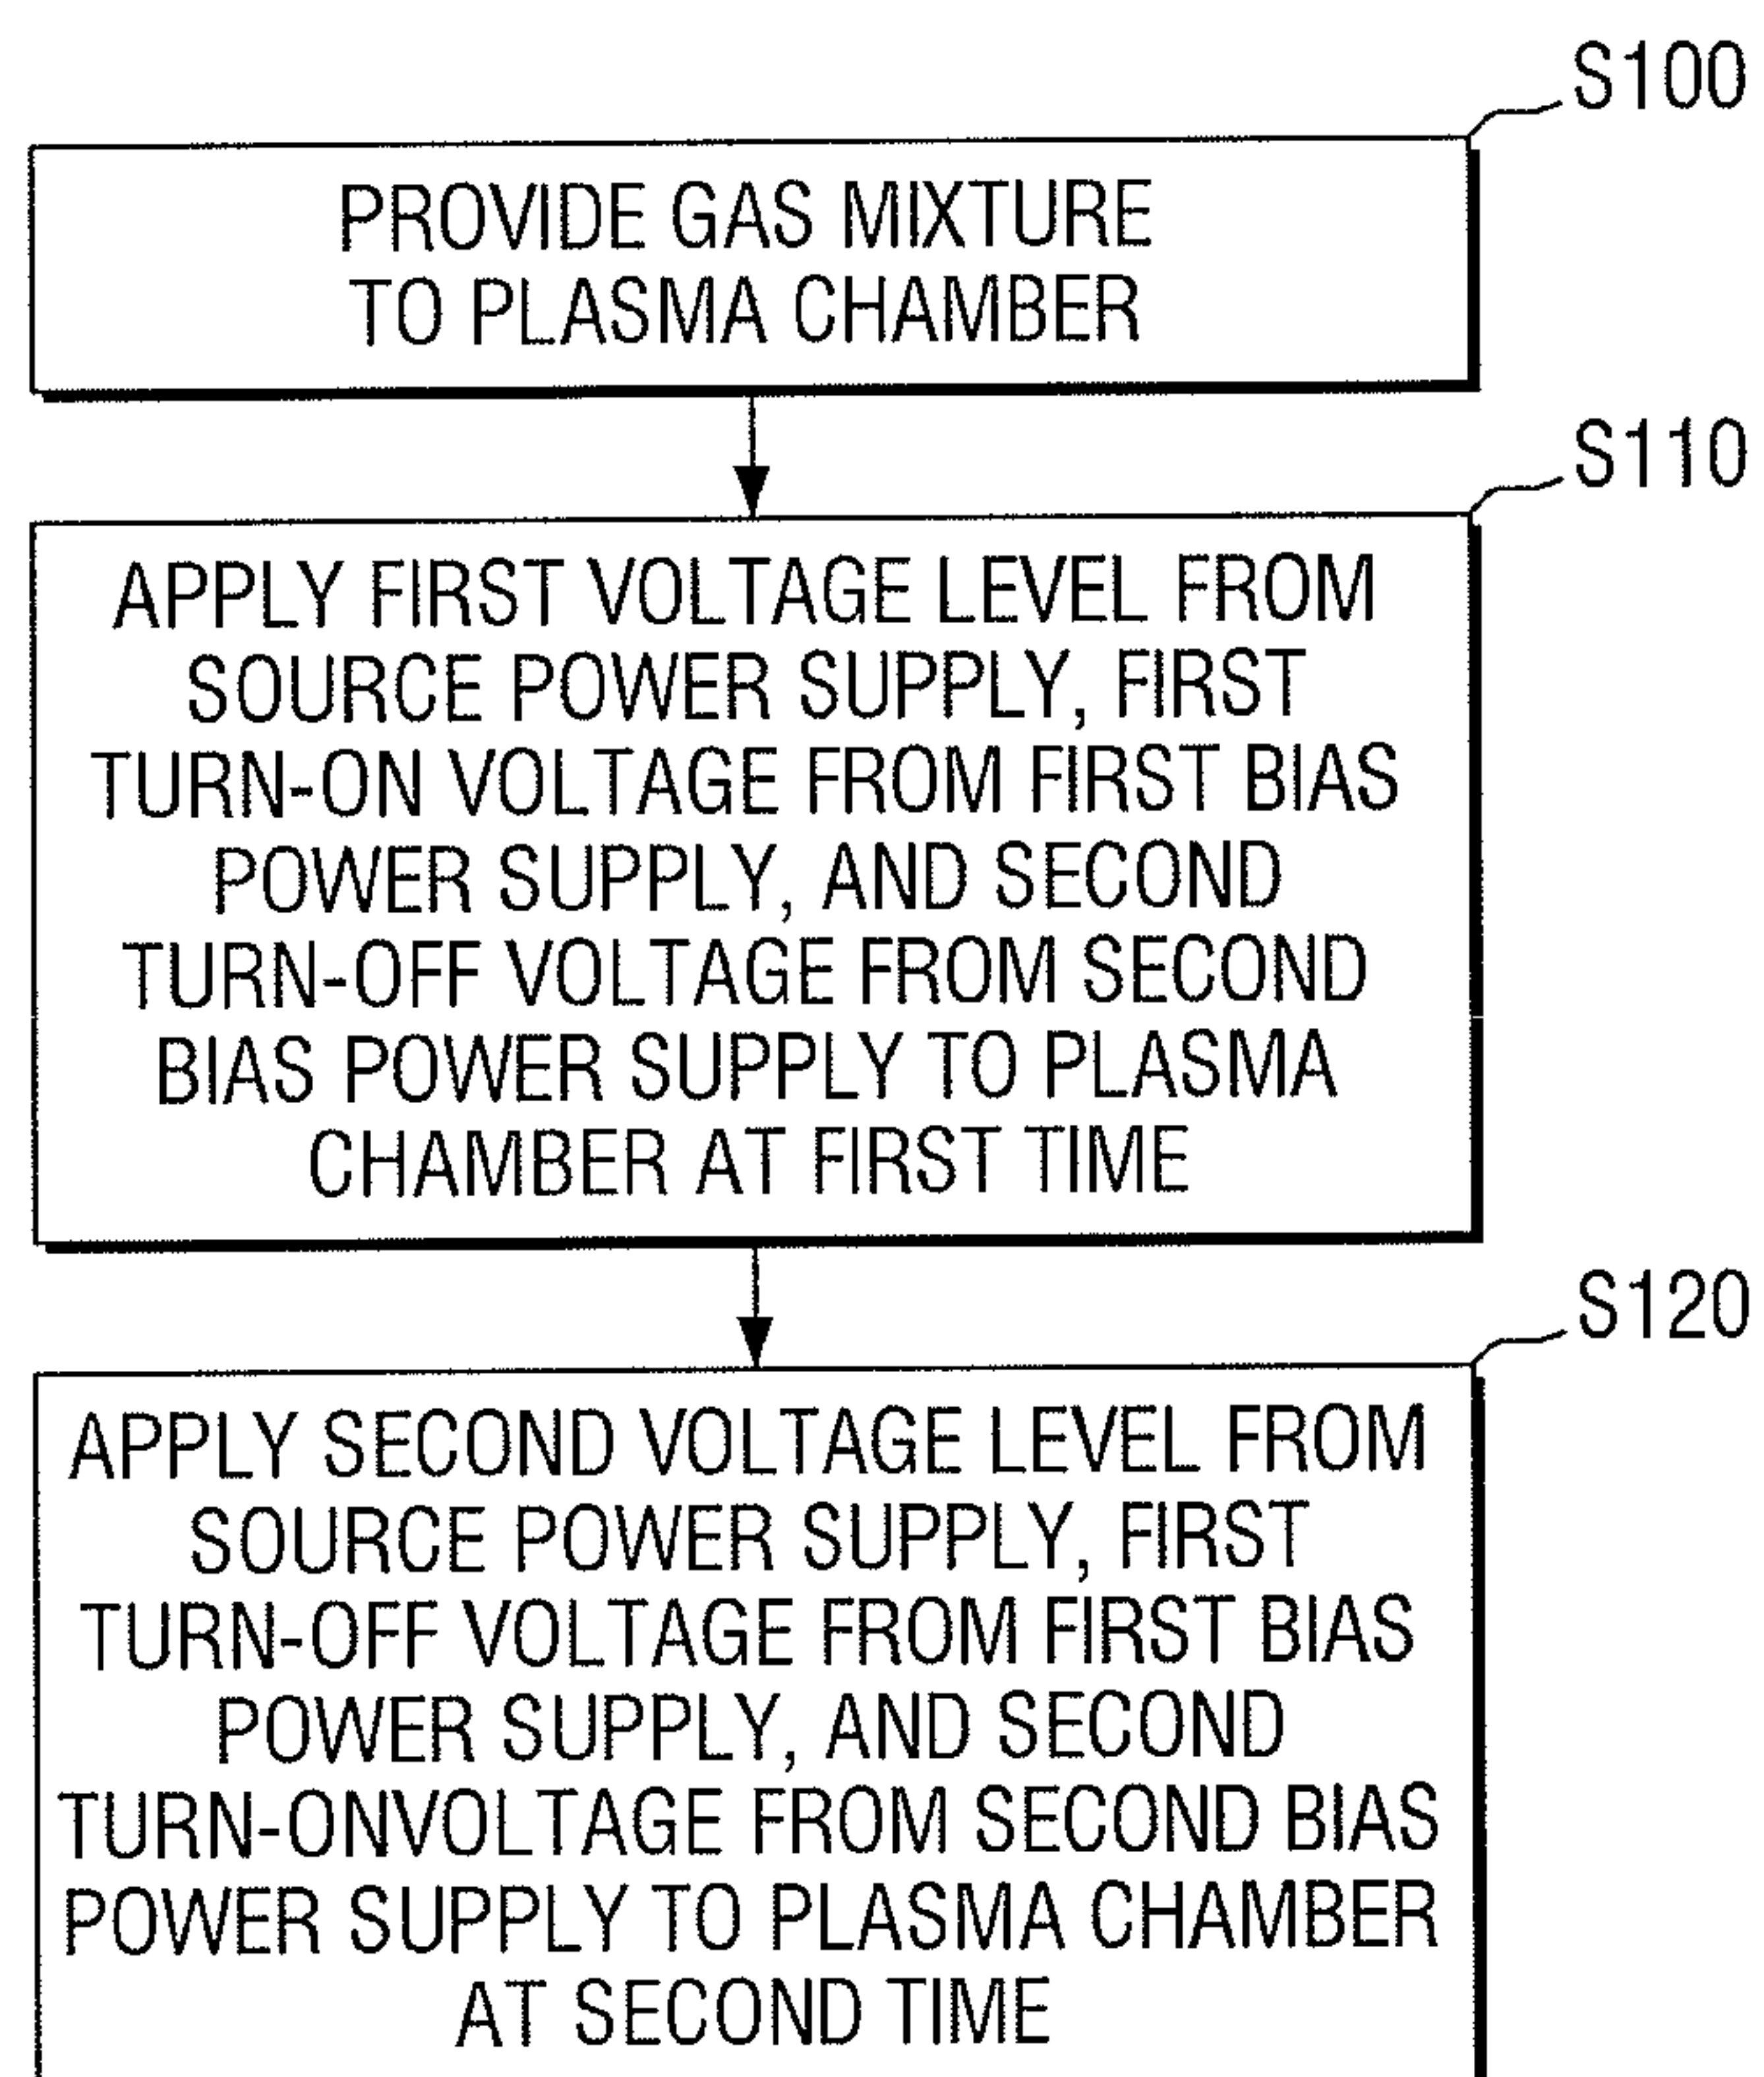 S100
PROVIDE GAS MIXTURE
TO PLASMA CHAMBER
S110
APPLY FIRST VOLTAGE LEVEL FROM
SOURCE POWER SUPPLY, FIRST
TURN-ON VOLTAGE FROM FIRST BIAS
POWER SUPPLY, AND SECOND
TURN-OFF VOLTAGE FROM SECOND
BIAS POWER SUPPLY TO PLASMA
CHAMBER AT FIRST TIME
S120
APPLY SECOND VOLTAGE LEVEL FROM
SOURCE POWER SUPPLY, FIRST
TURN-OFF VOLTAGE FROM FIRST BIAS
POWER SUPPLY, AND SECOND
TURN-ONVOLTAGE FROM SECOND BIAS
POWER SUPPLY TO PLASMA CHAMBER
AT SECOND TIME